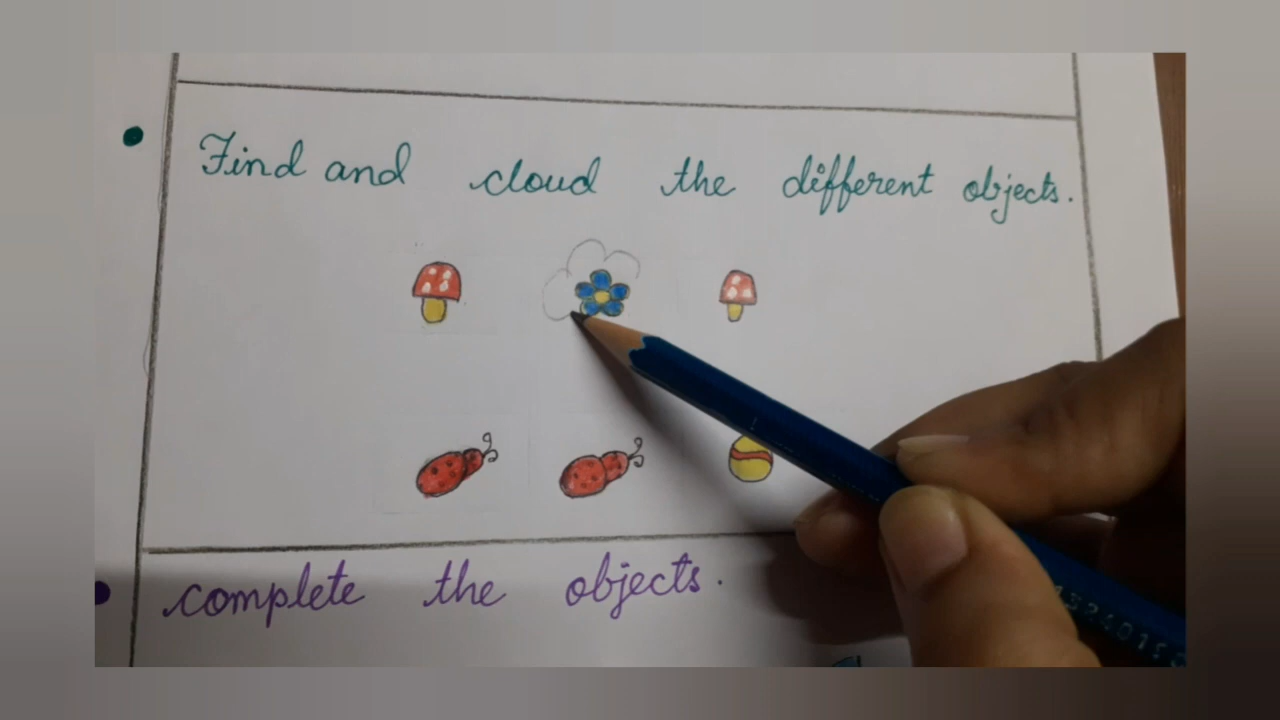 Find and cloud the different objects.
complete the objects.